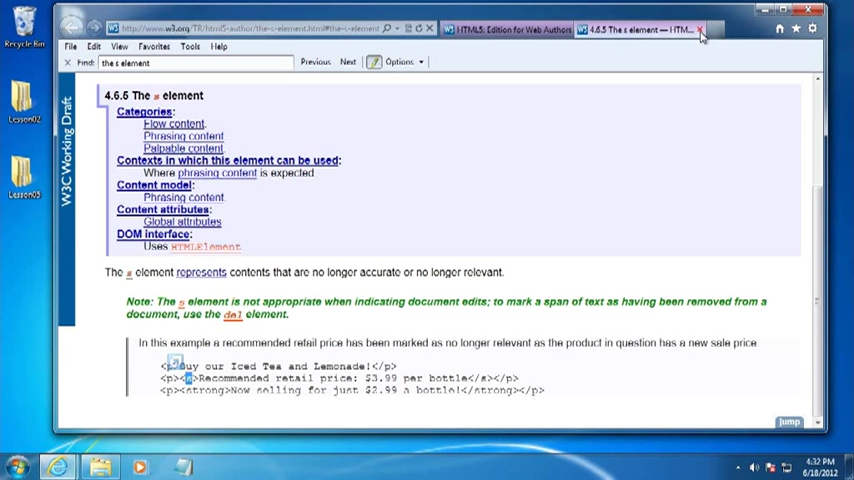 Recycle Bin
Lesson02
Lesson03
http://www.w3.org/TR/html5-author/the-s-element.html#the-s-element
HTML5: Edition for Web Authors
4.6.5 The s element — HTM...
File Edit View Favorites Tools Help
Find: the s element Previous Next Options
W3C Working Draft
4.6.5 The s element
Categories:
Flow content.
Phrasing content.
Palpable content.
Contexts in which this element can be used:
Where phrasing content is expected.
Content model:
Phrasing content.
Content attributes:
Global attributes
DOM interface:
Uses HTMLElement.
The s element represents contents that are no longer accurate or no longer relevant.
Note: The s element is not appropriate when indicating document edits; to mark a span of text as having been removed from a
document, use the del element.
In this example a recommended retail price has been marked as no longer relevant as the product in question has a new sale price.
<p>Buy our Iced Tea and Lemonade!</p>
<p><s>Recommended retail price: $3.99 per bottle</s></p>
<p><strong>Now selling for just $2.99 a bottle!</strong></p>
jump
4:32 PM
6/18/2012